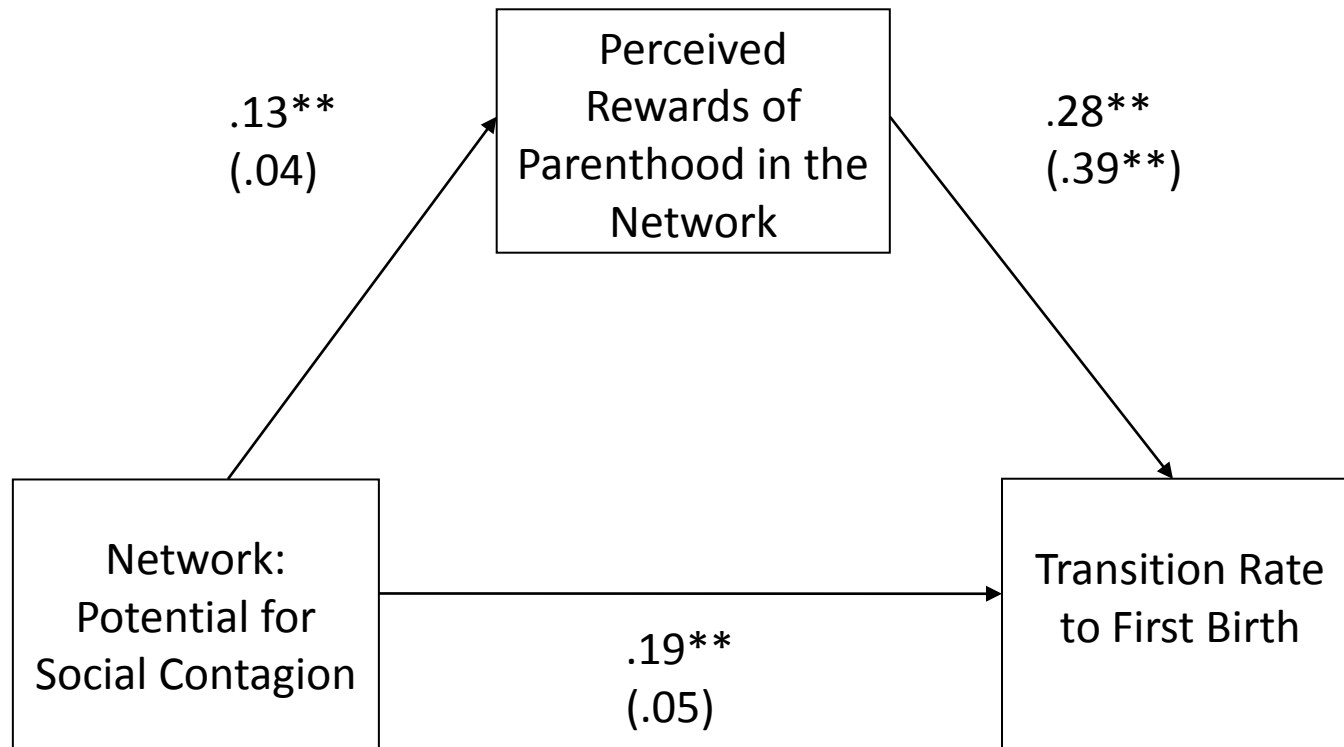 Perceived
Rewards of
Parenthood in the
Network
.13**
(.04)
.28**
(.39**)
Network:
Potential for
Social Contagion
.19**
(.05)
Transition Rate
to First Birth